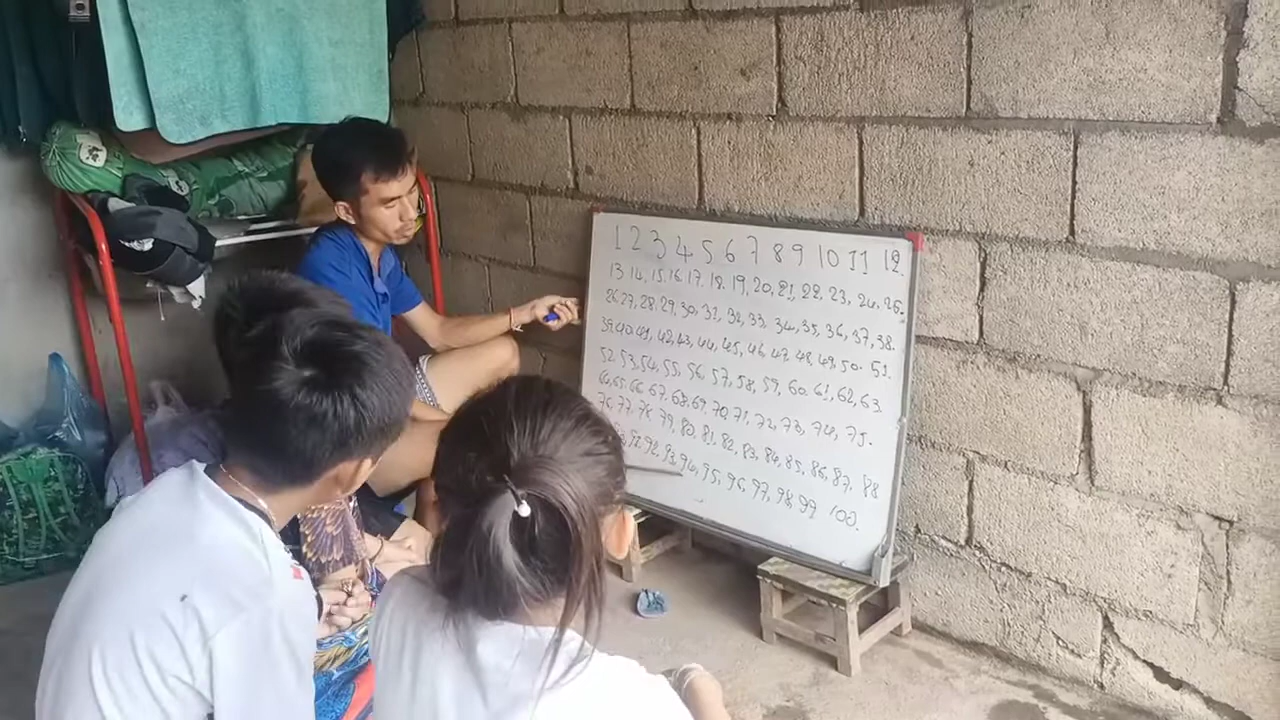 1 2 3 4 5 6 7 8 9 10 11 12.
13. 14, 15. 16. 17. 18. 19, 20, 21, 22, 23, 24, 25.
26, 27, 28, 29, 30, 31, 32, 33, 34, 35, 36, 37, 38.
39, 40, 41, 42, 43, 44, 45, 46, 47, 48, 49, 50. 51.
52, 53, 54, 55, 56, 57, 58, 59, 60. 61, 62, 63.
64, 65. 66. 67. 68. 69. 70, 71, 72, 73, 74, 75.
76, 77. 78, 79, 80, 81, 82, 83, 84, 85, 86, 87. 88
92, 93, 94, 95, 96, 97, 98, 99 100.